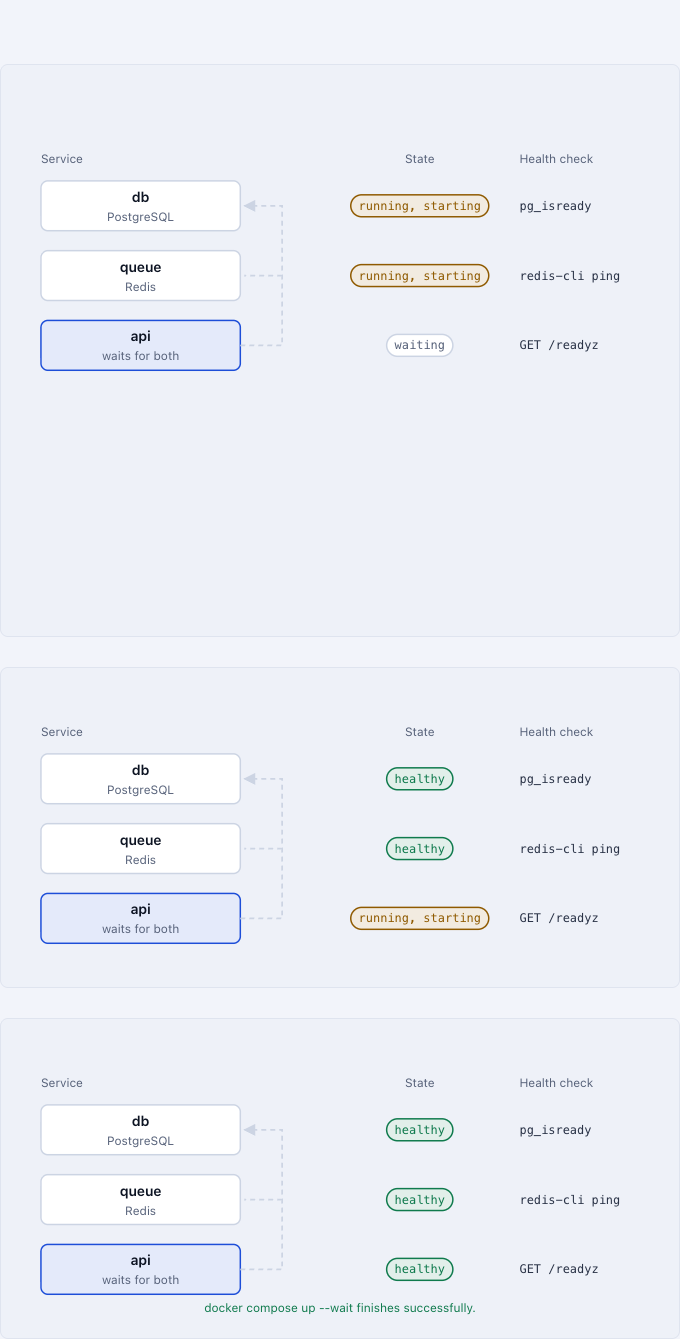 Service State Health check
db
PostgreSQL
running, starting pg_isready
queue
Redis
running, starting redis-cli ping
api
waits for both
waiting GET /readyz
Service State Health check
db
PostgreSQL
healthy pg_isready
queue
Redis
healthy redis-cli ping
api
waits for both
running, starting GET /readyz
Service State Health check
db
PostgreSQL
healthy pg_isready
queue
Redis
healthy redis-cli ping
api
waits for both
healthy GET /readyz
docker compose up --wait finishes successfully.